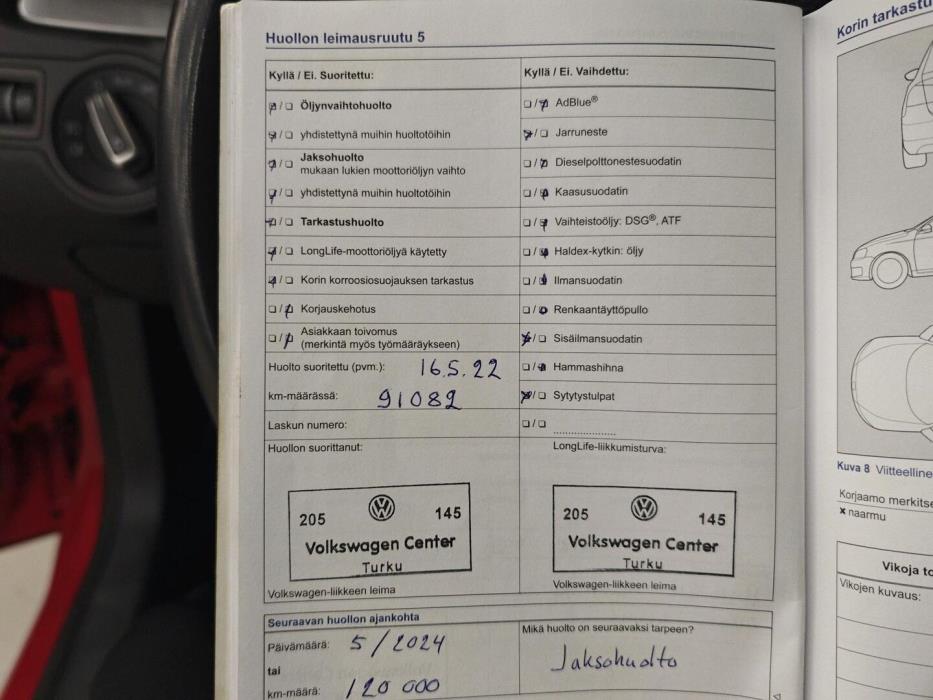 Huollon leimausruutu 5
Kyllä / Ei. Suoritettu:
Öljynvaihtohuolto
yhdistettynä muihin huoltotöihin
Jaksohuolto
mukaan lukien moottoriöljyn vaihto
yhdistettynä muihin huoltotöihin
Tarkastushuolto
LongLife-moottoriöljyä käytetty
Korin korroosiosuojauksen tarkastus
Korjauskehotus
Asiakkaan toivomus
(merkintä myös työmääräykseen)
Huolto suoritettu (pvm.): 16.5.22
km-määrässä: 91082
Laskun numero:
Huollon suorittanut:
205 145
Volkswagen Center
Turku
Volkswagen-liikkeen leima
Kyllä / Ei. Vaihdettu:
AdBlue®
Jarruneste
Dieselpolttonestesuodatin
Kaasusuodatin
Vaihteistoöljy: DSG®, ATF
Haldex-kytkin: öljy
Ilmansuodatin
Renkaantäyttöpullo
Sisäilmansuodatin
Hammashihna
Sytytystulpat
LongLife-liikkumisturva:
205 145
Volkswagen Center
Turku
Volkswagen-liikkeen leima
Seuraavan huollon ajankohta
Päivämäärä: 5/2024
tai
km-määrä: 120 000
Mikä huolto on seuraavaksi tarpeen?
Jaksohuolto
Korin tarkastu
Kuva 8 Viitteelline
Korjaamo merkitse
x naarmu
Vikoja to
Vikojen kuvaus: